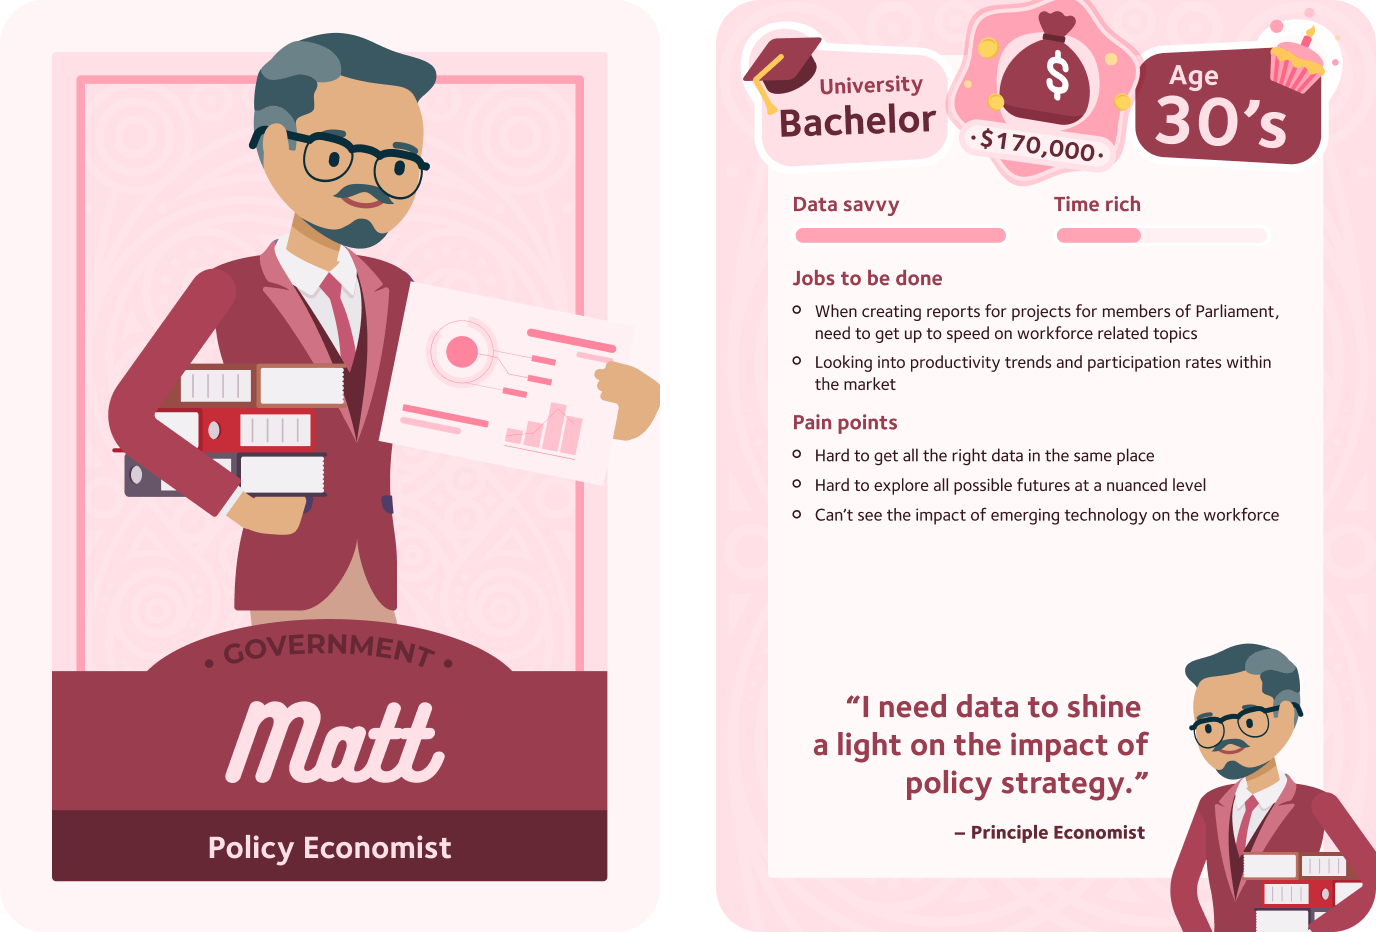 • GOVERNMENT •
Matt
Policy Economist
University
Bachelor
$
•$170,000•
Age
30’s
Data savvy
Time rich
Jobs to be done
When creating reports for projects for members of Parliament,
need to get up to speed on workforce related topics
Looking into productivity trends and participation rates within
the market
Pain points
Hard to get all the right data in the same place
Hard to explore all possible futures at a nuanced level
Can’t see the impact of emerging technology on the workforce
“I need data to shine
a light on the impact of
policy strategy.”
– Principle Economist